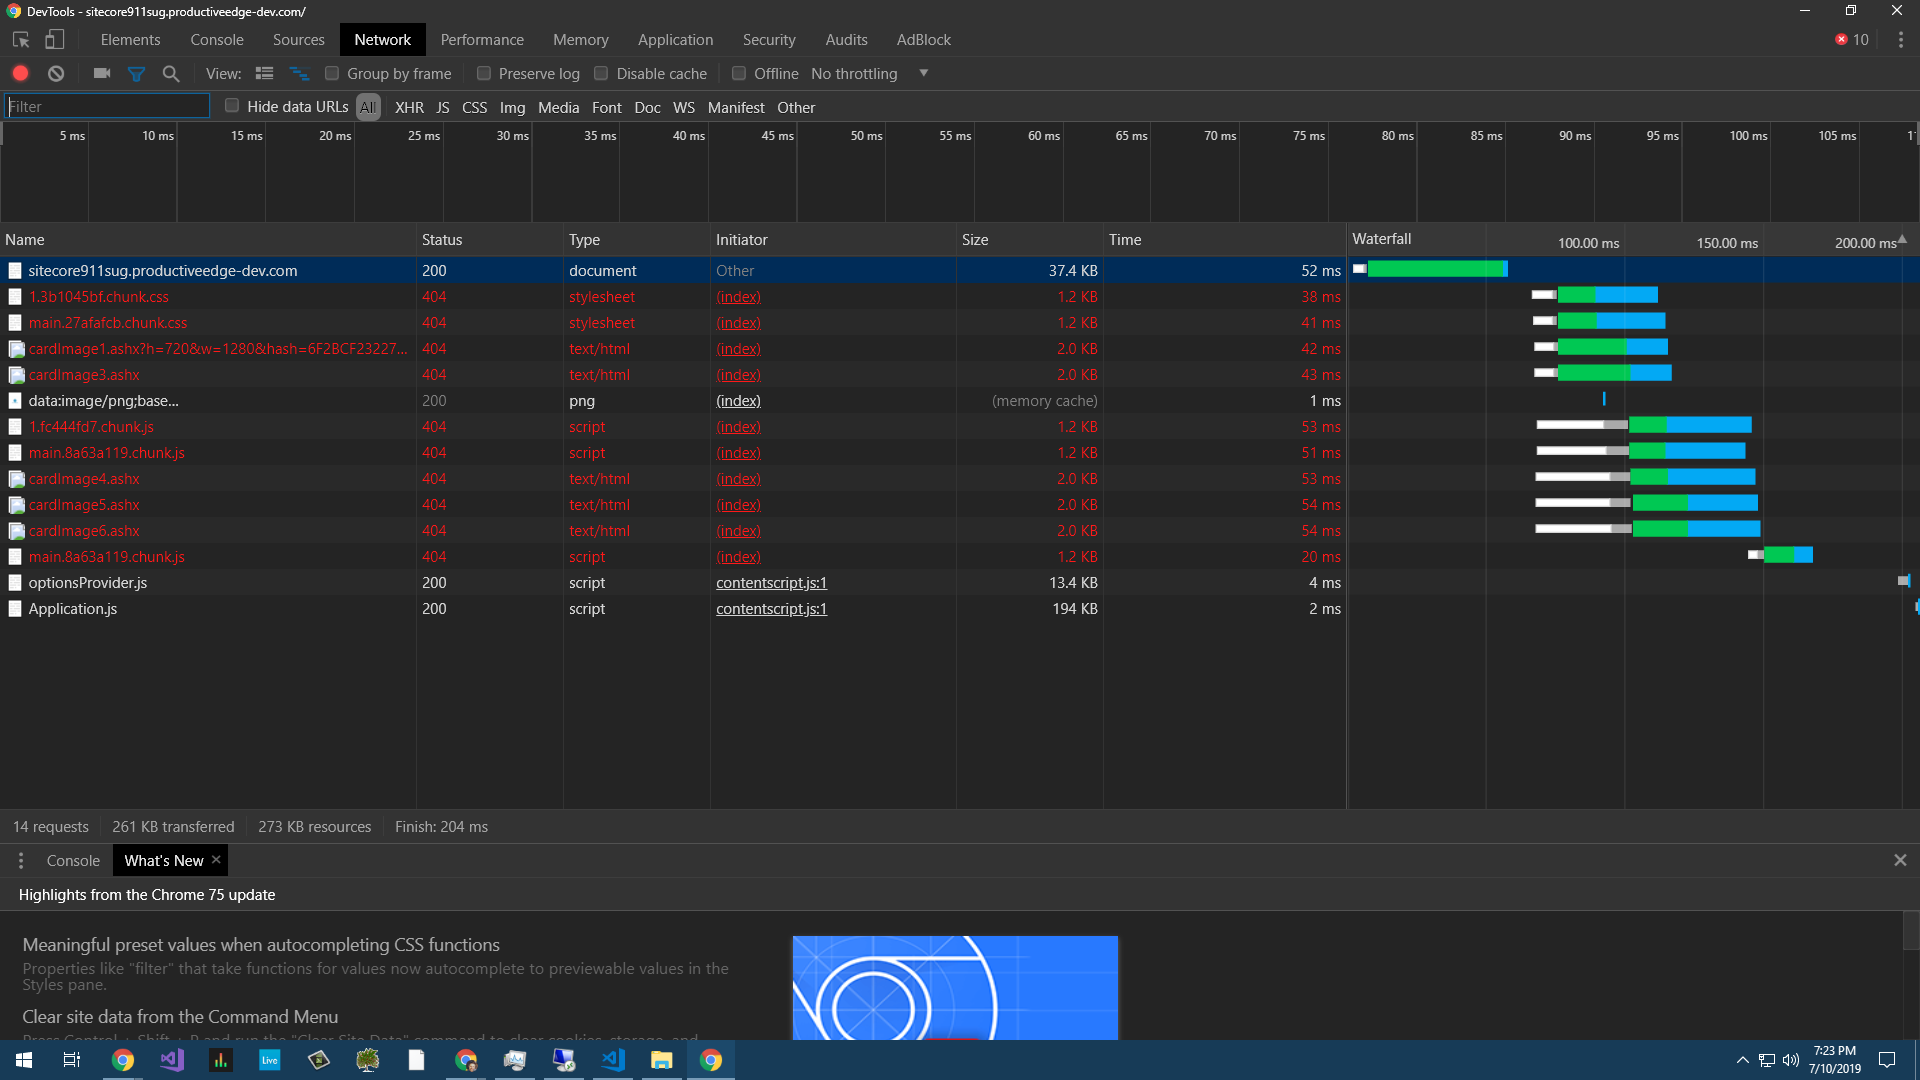 DevTools - sitecore911sug.productiveedge-dev.com/
Elements Console Sources Network Performance Memory Application Security Audits AdBlock 10
View: Group by frame Preserve log Disable cache Offline No throttling
Filter Hide data URLs All XHR JS CSS Img Media Font Doc WS Manifest Other
5 ms 10 ms 15 ms 20 ms 25 ms 30 ms 35 ms 40 ms 45 ms 50 ms 55 ms 60 ms 65 ms 70 ms 75 ms 80 ms 85 ms 90 ms 95 ms 100 ms 105 ms
Name Status Type Initiator Size Time Waterfall 100.00 ms 150.00 ms 200.00 ms
sitecore911sug.productiveedge-dev.com 200 document Other 37.4 KB 52 ms
1.3b1045bf.chunk.css 404 stylesheet (index) 1.2 KB 38 ms
main.27afafcb.chunk.css 404 stylesheet (index) 1.2 KB 41 ms
cardImage1.ashx?h=720&w=1280&hash=6F2BCF23227... 404 text/html (index) 2.0 KB 42 ms
cardImage3.ashx 404 text/html (index) 2.0 KB 43 ms
data:image/png;base... 200 png (index) (memory cache) 1 ms
1.fc444fd7.chunk.js 404 script (index) 1.2 KB 53 ms
main.8a63a119.chunk.js 404 script (index) 1.2 KB 51 ms
cardImage4.ashx 404 text/html (index) 2.0 KB 53 ms
cardImage5.ashx 404 text/html (index) 2.0 KB 54 ms
cardImage6.ashx 404 text/html (index) 2.0 KB 54 ms
main.8a63a119.chunk.js 404 script (index) 1.2 KB 20 ms
optionsProvider.js 200 script contentscript.js:1 13.4 KB 4 ms
Application.js 200 script contentscript.js:1 194 KB 2 ms
14 requests 261 KB transferred 273 KB resources Finish: 204 ms
Console What's New
Highlights from the Chrome 75 update
Meaningful preset values when autocompleting CSS functions
Properties like "filter" that take functions for values now autocomplete to previewable values in the
Styles pane.
Clear site data from the Command Menu
Press Control + Shift + P and run the "Clear Site Data" command to clear cookies, storage, and
Live
7:23 PM
7/10/2019